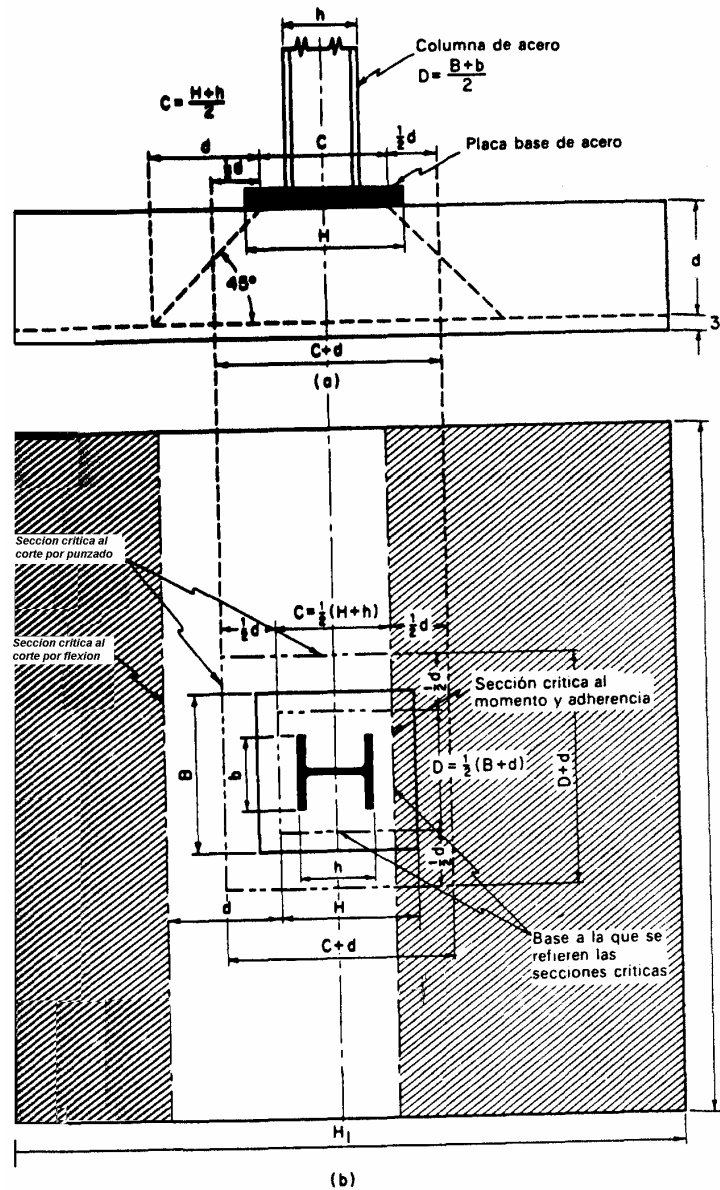 h
Columna de acero
D= B+b / 2
C= H+h / 2
d
C
½d
½d
Placa base de acero
H
d
45°
3
C+d
(a)
Seccion critica al
corte por punzado
C=½(H+h)
½d
½d
Seccion critica al
corte por flexion
½d
Sección critica al
momento y adherencia
B
b
D=½(B+d)
D+d
h
½d
d
H
C+d
Base a la que se
refieren las
secciones criticas
H₁
(b)